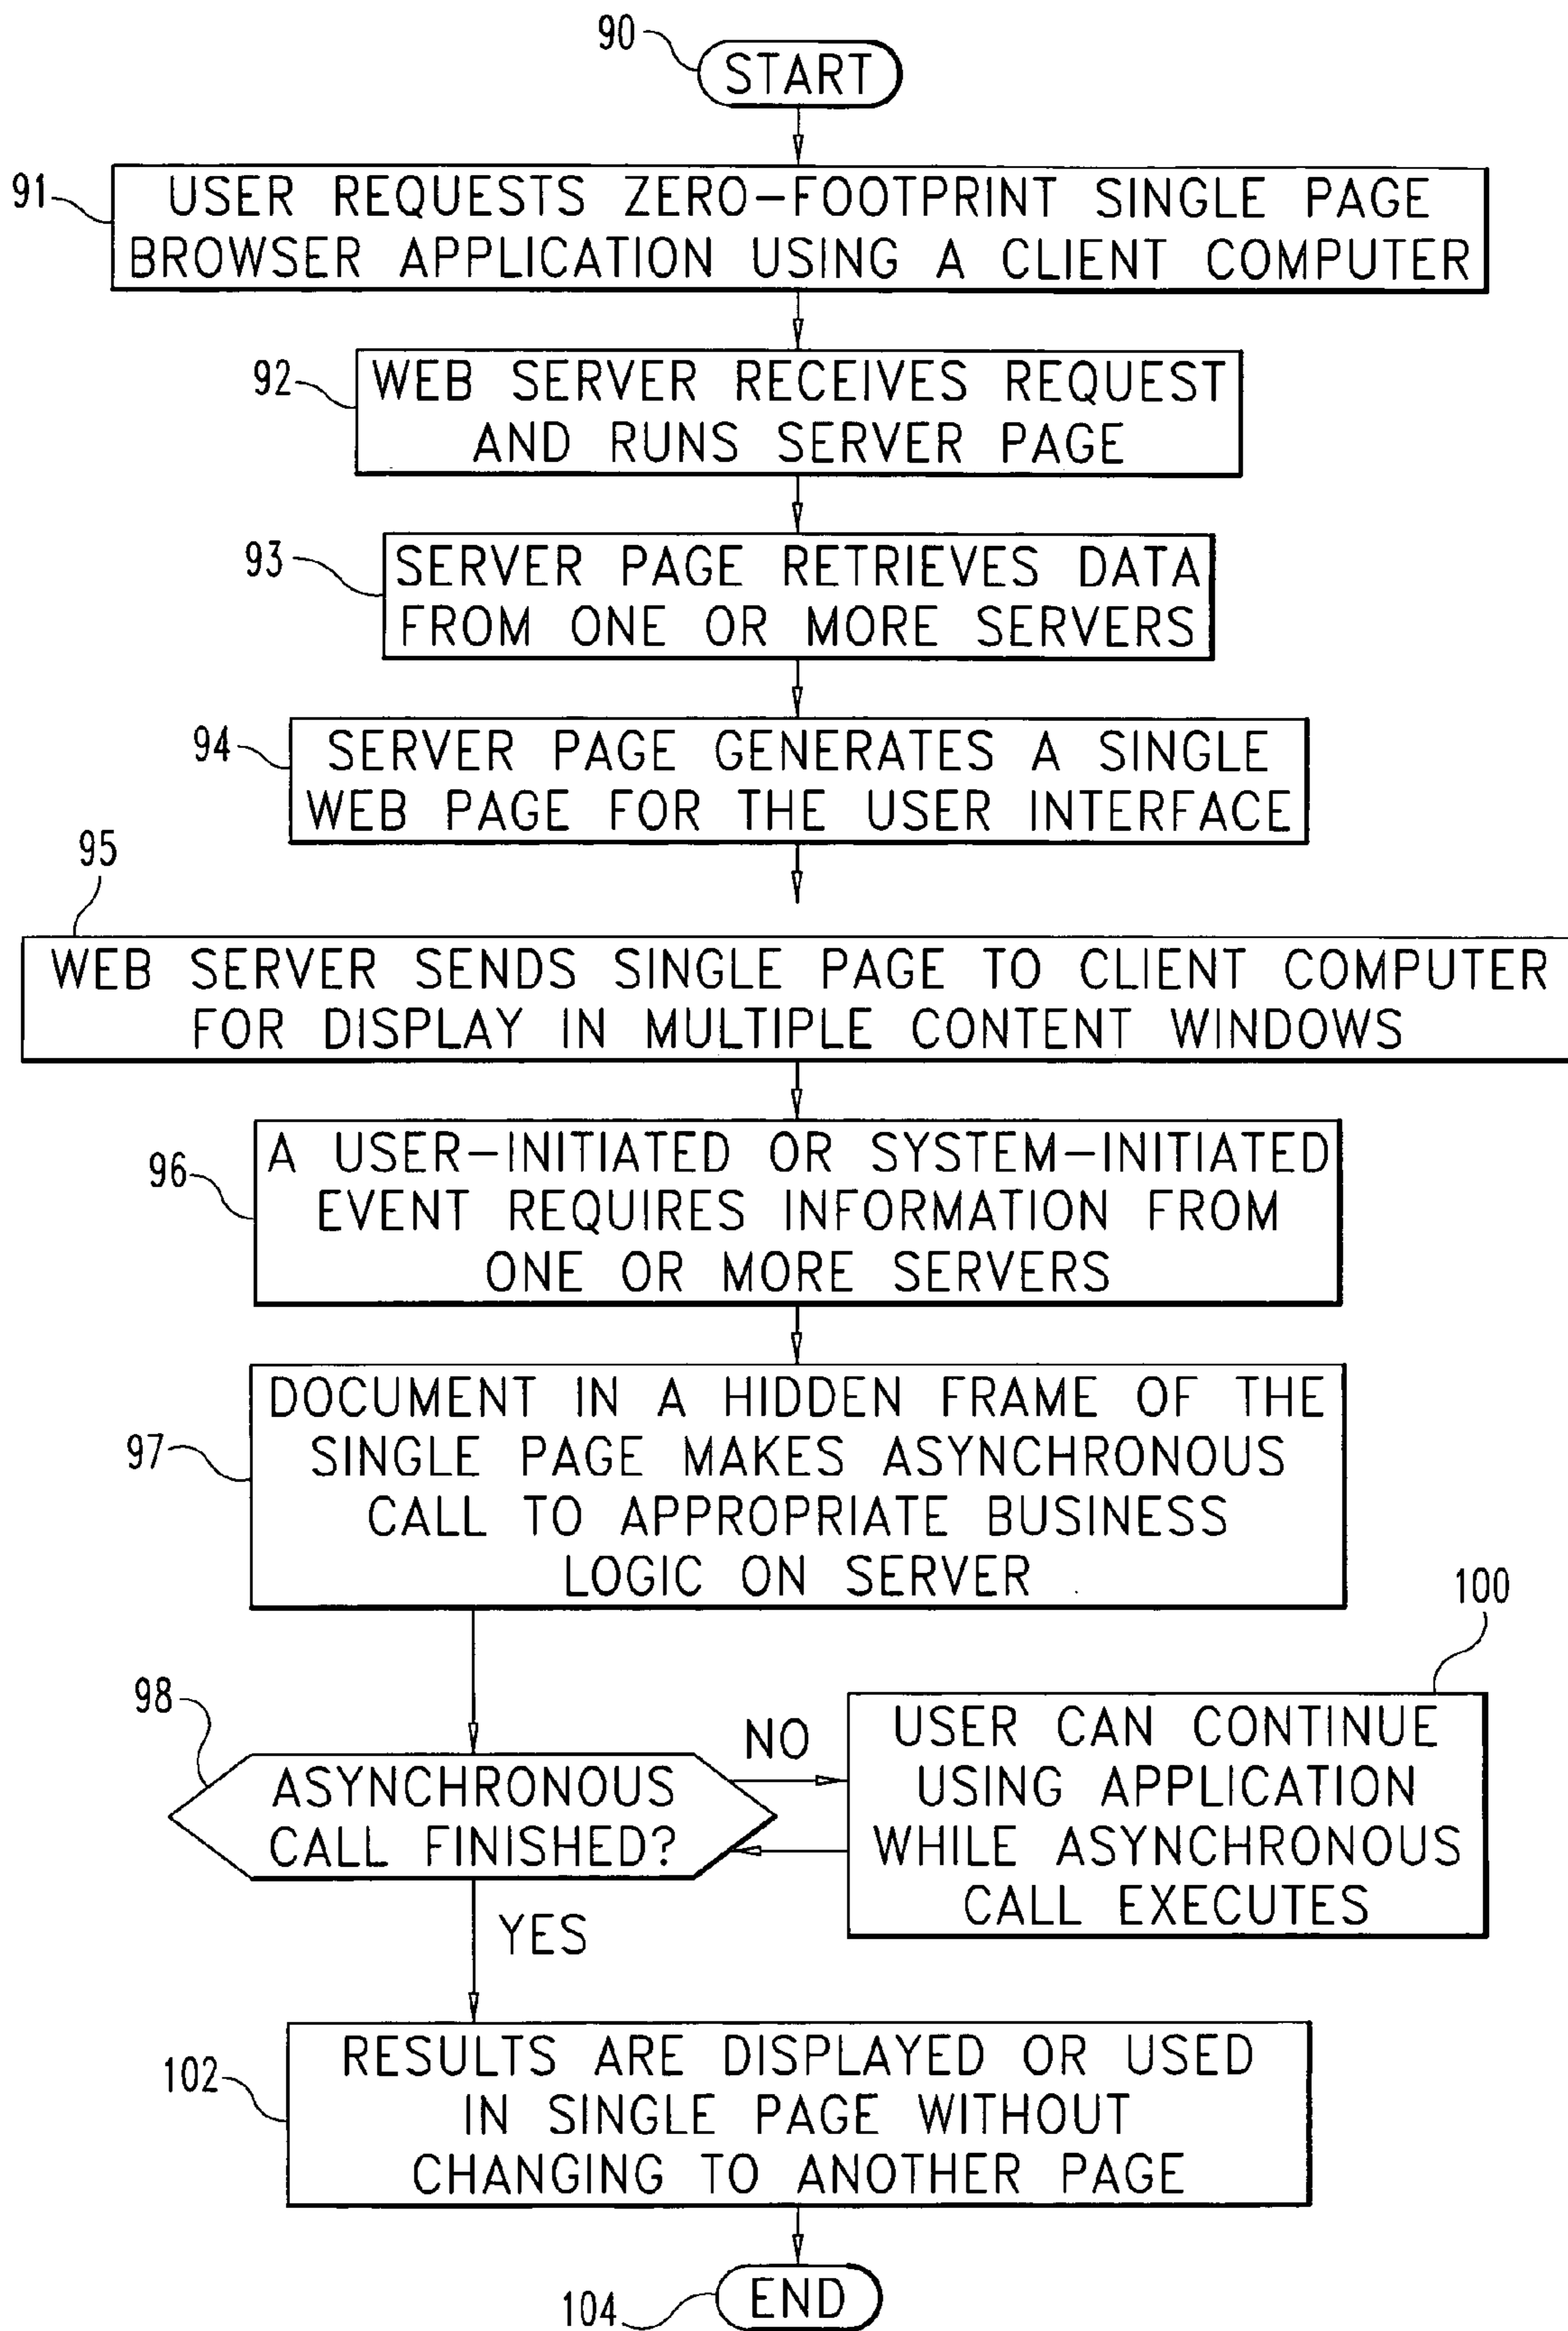 90
START
91
USER REQUESTS ZERO-FOOTPRINT SINGLE PAGE
BROWSER APPLICATION USING A CLIENT COMPUTER
92
WEB SERVER RECEIVES REQUEST
AND RUNS SERVER PAGE
93
SERVER PAGE RETRIEVES DATA
FROM ONE OR MORE SERVERS
94
SERVER PAGE GENERATES A SINGLE
WEB PAGE FOR THE USER INTERFACE
95
WEB SERVER SENDS SINGLE PAGE TO CLIENT COMPUTER
FOR DISPLAY IN MULTIPLE CONTENT WINDOWS
96
A USER-INITIATED OR SYSTEM-INITIATED
EVENT REQUIRES INFORMATION FROM
ONE OR MORE SERVERS
97
DOCUMENT IN A HIDDEN FRAME OF THE
SINGLE PAGE MAKES ASYNCHRONOUS
CALL TO APPROPRIATE BUSINESS
LOGIC ON SERVER
98
ASYNCHRONOUS
CALL FINISHED?
NO
100
USER CAN CONTINUE
USING APPLICATION
WHILE ASYNCHRONOUS
CALL EXECUTES
YES
102
RESULTS ARE DISPLAYED OR USED
IN SINGLE PAGE WITHOUT
CHANGING TO ANOTHER PAGE
104
END